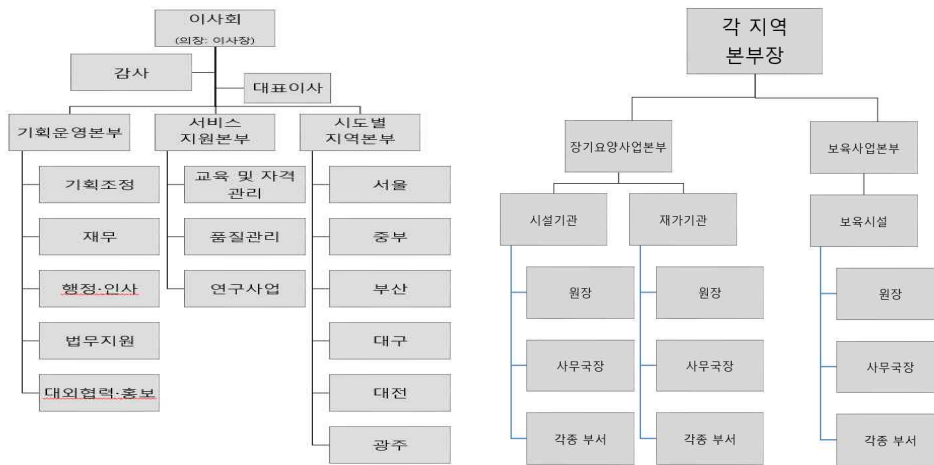 이사회
(의장: 이사장)
감사
대표이사
기획운영본부
서비스
지원본부
시도별
지역본부
기획조정
재무
행정·인사
법무지원
대외협력·홍보
교육 및 자격
관리
품질관리
연구사업
서울
중부
부산
대구
대전
광주
각 지역
본부장
장기요양사업본부
보육사업본부
시설기관
재가기관
보육시설
원장
사무국장
각종 부서
원장
사무국장
각종 부서
원장
사무국장
각종 부서